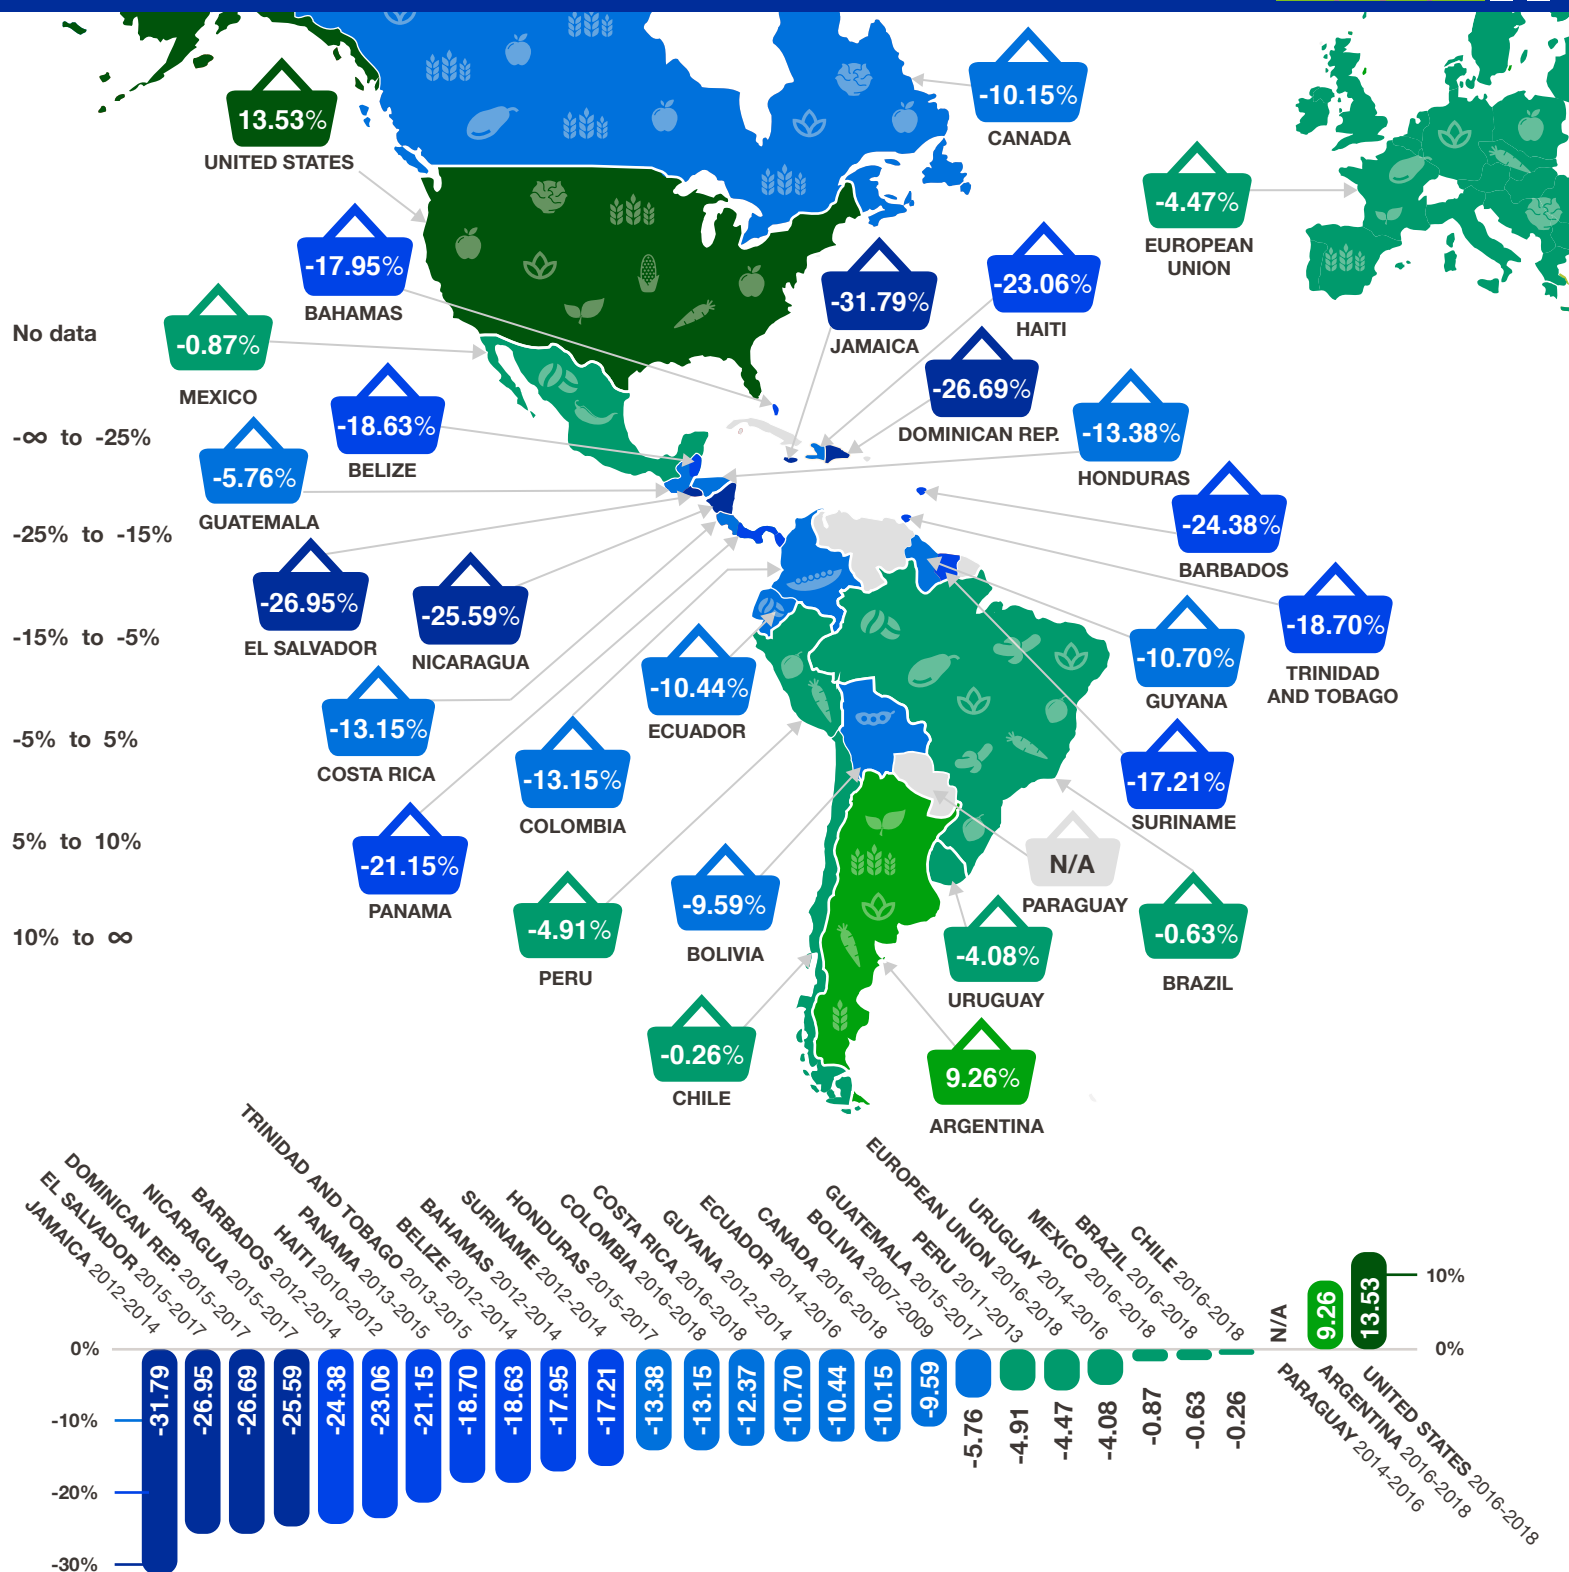 13.53%
UNITED STATES
-10.15%
CANADA
-4.47%
EUROPEAN
UNION
-17.95%
BAHAMAS
-31.79%
JAMAICA
-23.06%
HAITI
No data
-0.87%
MEXICO
-26.69%
DOMINICAN REP.
-∞ to -25%
-18.63%
BELIZE
-13.38%
HONDURAS
-5.76%
GUATEMALA
-24.38%
BARBADOS
-25% to -15%
-26.95%
EL SALVADOR
-25.59%
NICARAGUA
-18.70%
TRINIDAD
AND TOBAGO
-15% to -5%
-10.44%
ECUADOR
-10.70%
GUYANA
-13.15%
COSTA RICA
-5% to 5%
-13.15%
COLOMBIA
-17.21%
SURINAME
5% to 10%
-21.15%
PANAMA
N/A
PARAGUAY
-4.91%
PERU
-9.59%
BOLIVIA
-4.08%
URUGUAY
-0.63%
BRAZIL
10% to ∞
-0.26%
CHILE
9.26%
ARGENTINA
JAMAICA 2012-2014
EL SALVADOR 2015-2017
DOMINICAN REP. 2015-2017
NICARAGUA 2015-2017
BARBADOS 2012-2014
HAITI 2010-2012
PANAMA 2013-2015
TRINIDAD AND TOBAGO 2013-2015
BELIZE 2012-2014
BAHAMAS 2012-2014
SURINAME 2012-2014
HONDURAS 2015-2017
COLOMBIA 2016-2018
COSTA RICA 2016-2018
GUYANA 2012-2014
ECUADOR 2014-2016
CANADA 2016-2018
BOLIVIA 2007-2009
GUATEMALA 2015-2017
PERU 2011-2013
EUROPEAN UNION 2016-2018
URUGUAY 2014-2016
MEXICO 2016-2018
BRAZIL 2016-2018
CHILE 2016-2018
N/A
9.26
13.53
10%
0%
0%
-10%
-20%
-30%
-31.79
-26.95
-26.69
-25.59
-24.38
-23.06
-21.15
-18.70
-18.63
-17.95
-17.21
-13.38
-13.15
-12.37
-10.70
-10.44
-10.15
-9.59
-5.76
-4.91
-4.47
-4.08
-0.87
-0.63
-0.26
PARAGUAY 2014-2016
ARGENTINA 2016-2018
UNITED STATES 2016-2018